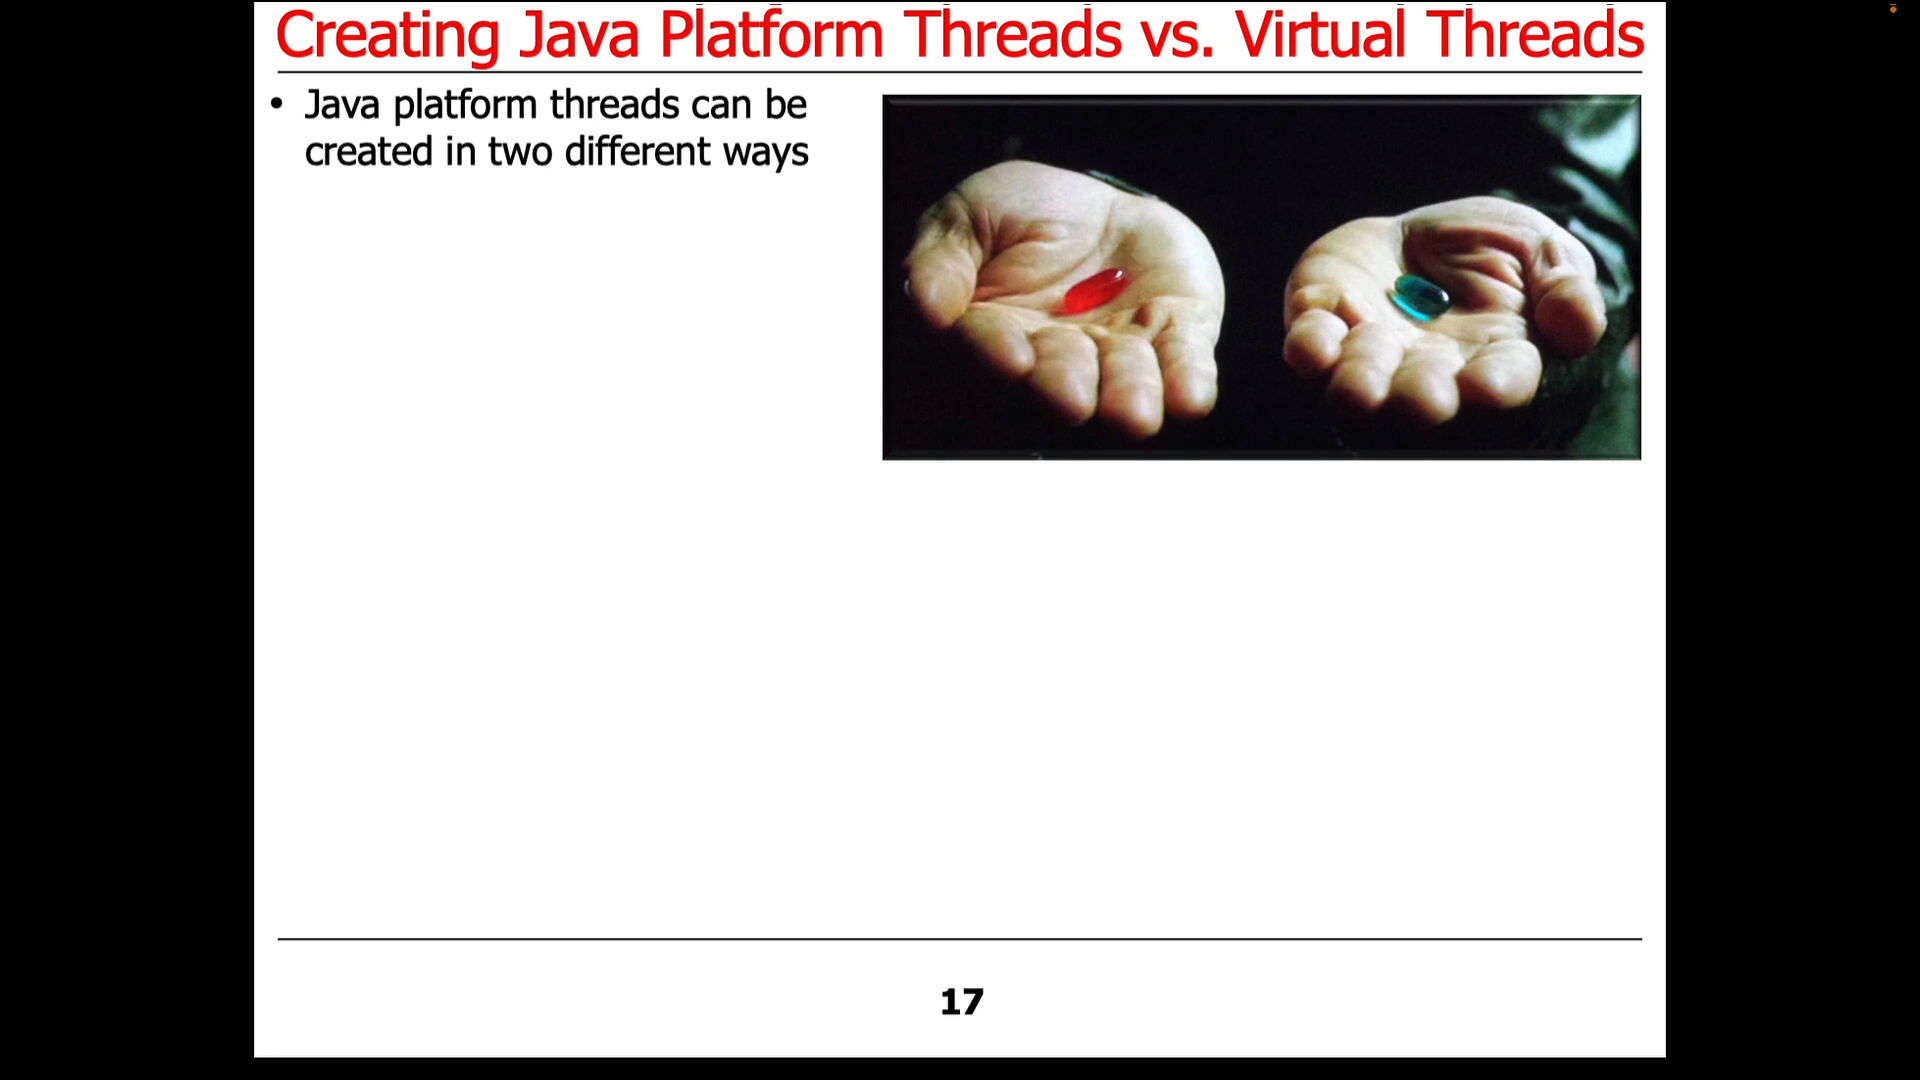 Creating Java Platform Threads vs. Virtual Threads
• Java platform threads can be
created in two different ways
17